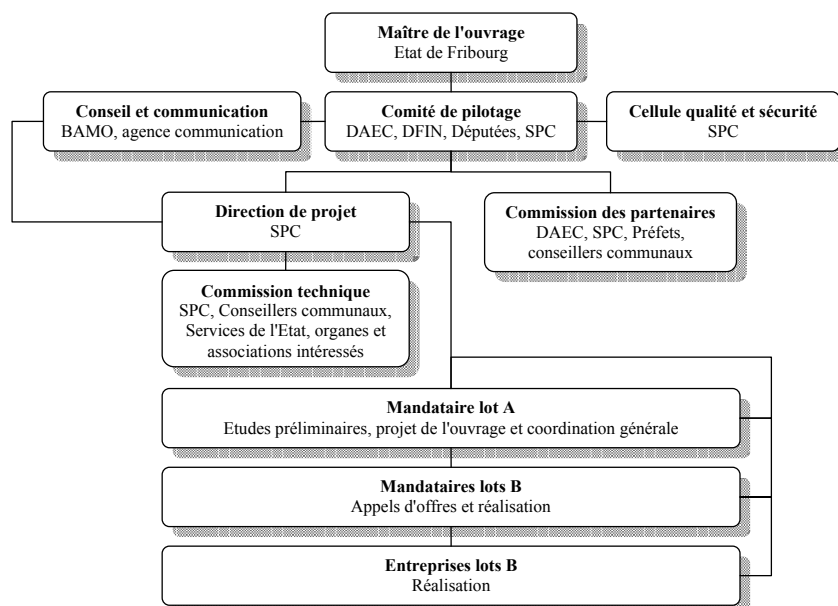 Maître de l'ouvrage
Etat de Fribourg
Conseil et communication
BAMO, agence communication
Comité de pilotage
DAEC, DFIN, Députées, SPC
Cellule qualité et sécurité
SPC
Direction de projet
SPC
Commission des partenaires
DAEC, SPC, Préfets,
conseillers communaux
Commission technique
SPC, Conseillers communaux,
Services de l'Etat, organes et
associations intéressés
Mandataire lot A
Etudes préliminaires, projet de l'ouvrage et coordination générale
Mandataires lots B
Appels d'offres et réalisation
Entreprises lots B
Réalisation